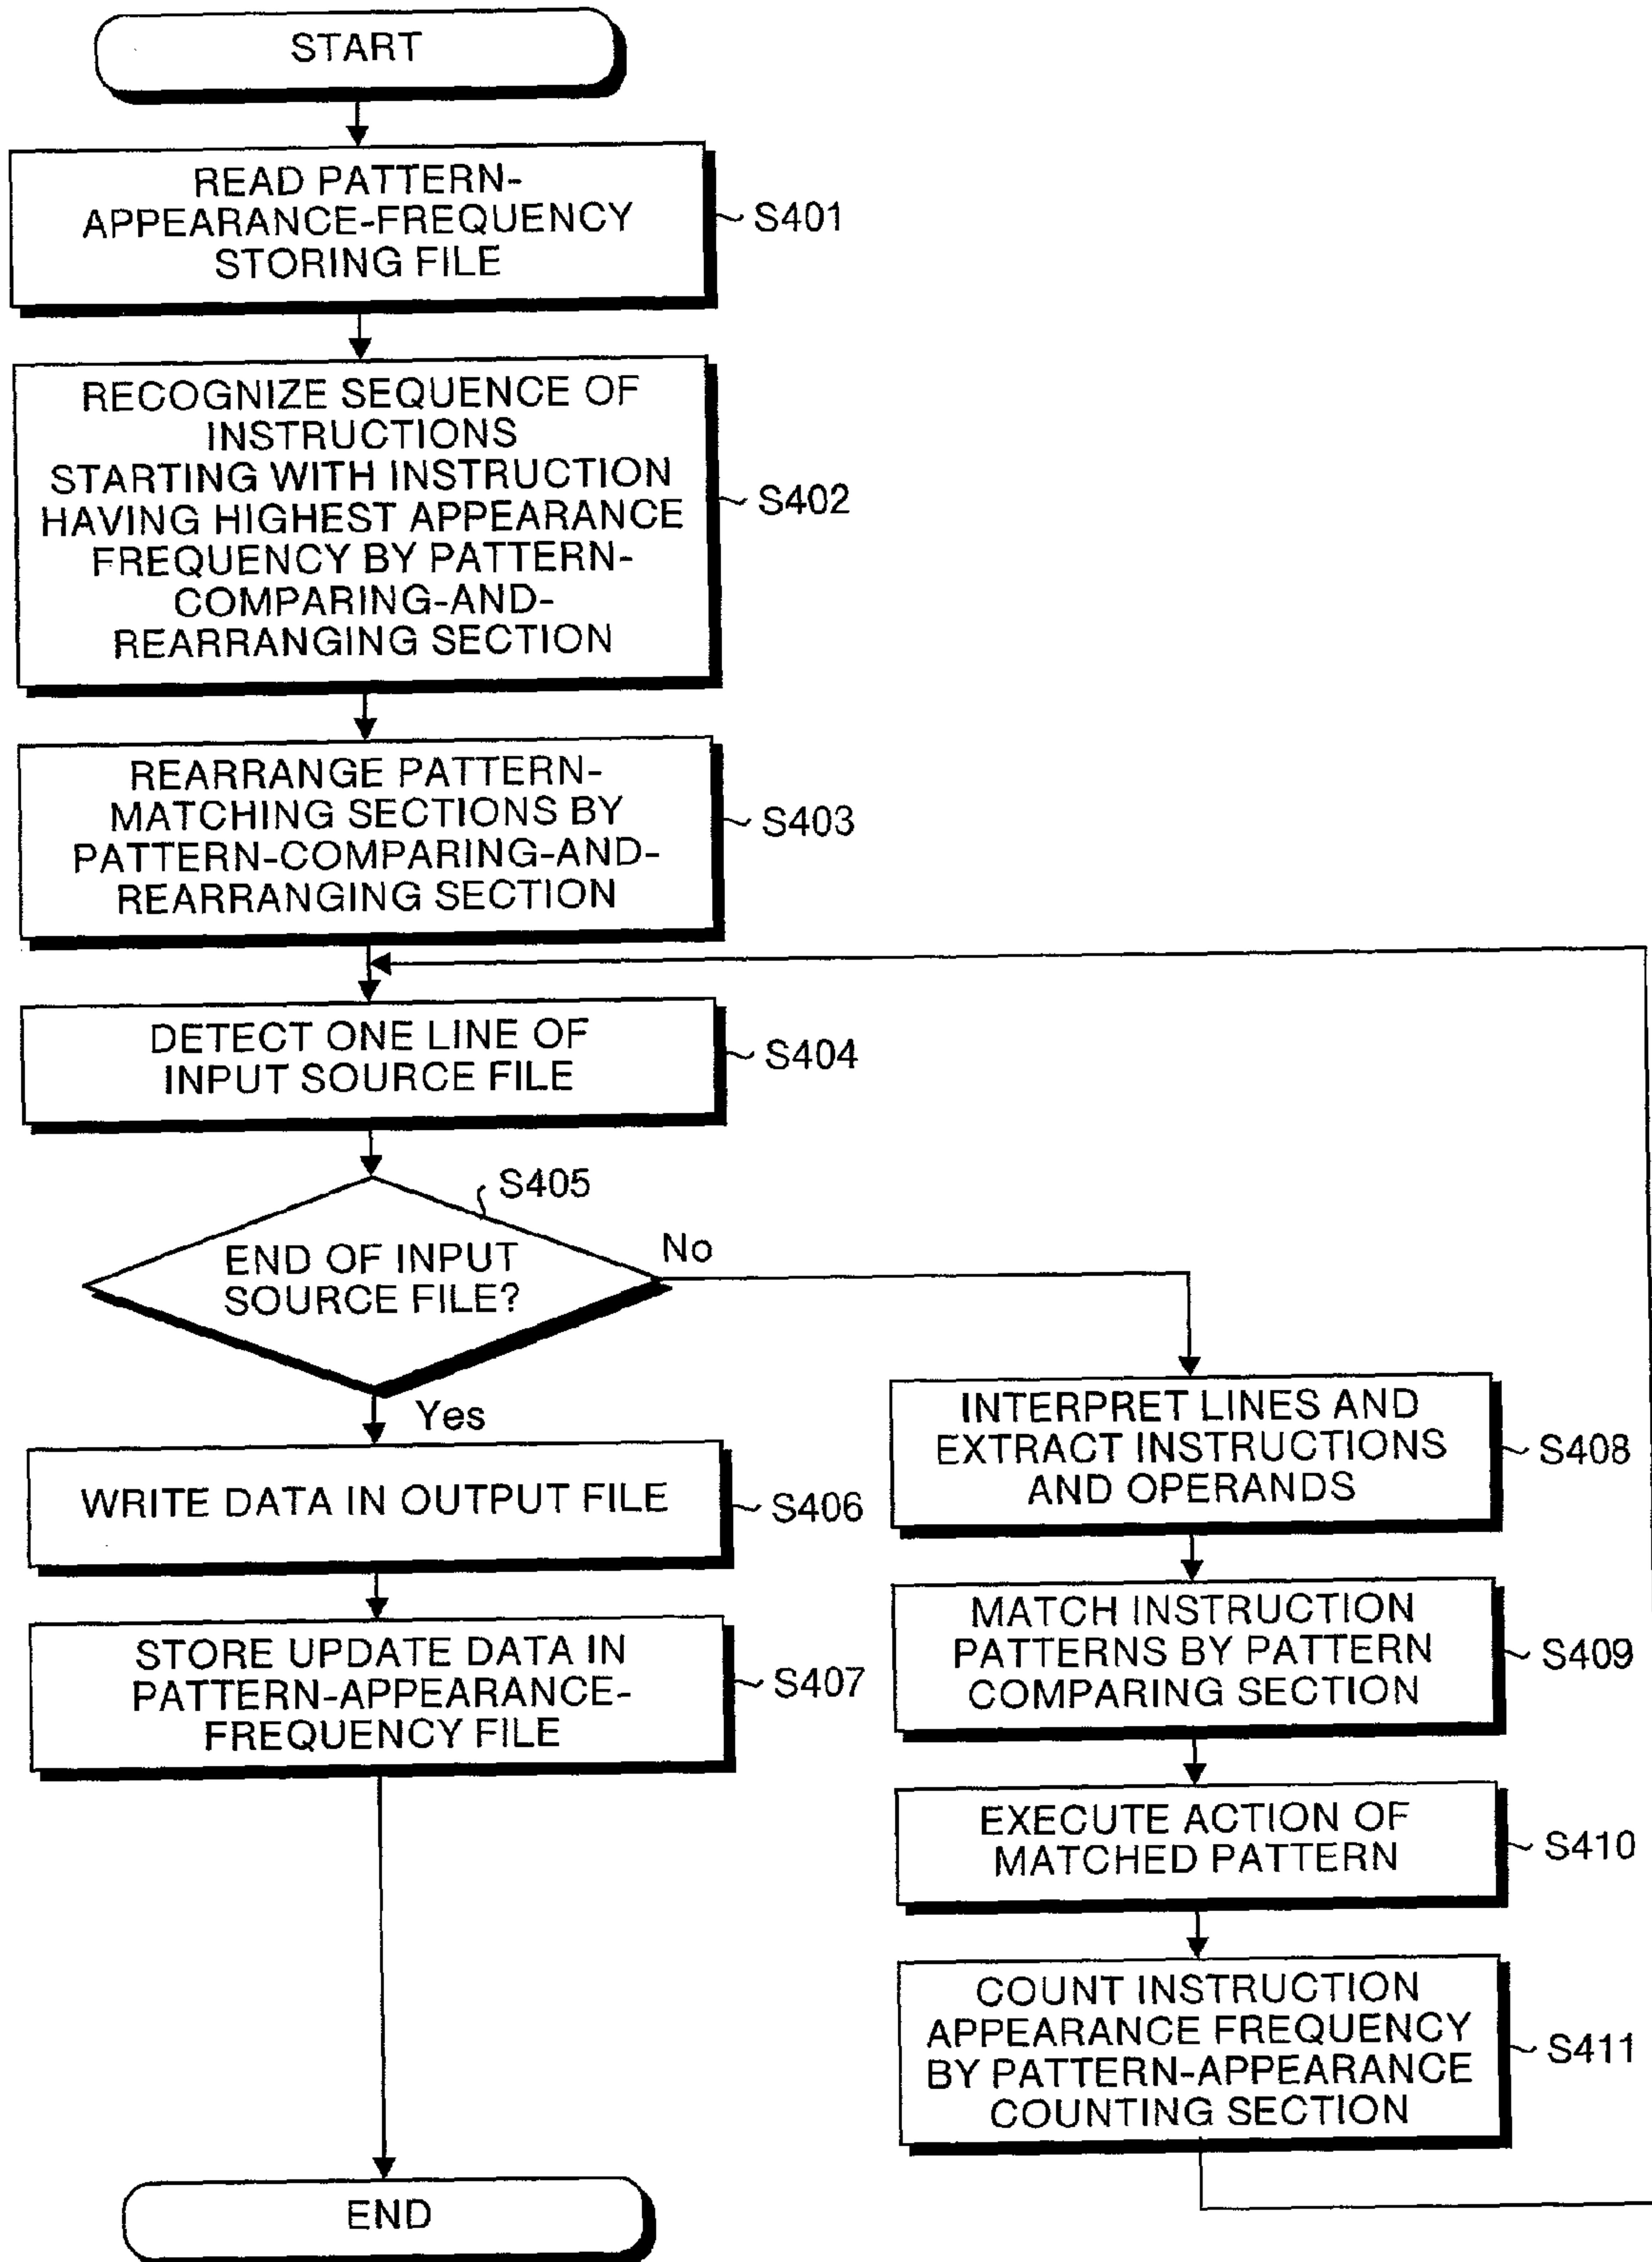 START
READ PATTERN-
APPEARANCE-FREQUENCY
STORING FILE
S401
RECOGNIZE SEQUENCE OF
INSTRUCTIONS
STARTING WITH INSTRUCTION
HAVING HIGHEST APPEARANCE
FREQUENCY BY PATTERN-
COMPARING-AND-
REARRANGING SECTION
S402
REARRANGE PATTERN-
MATCHING SECTIONS BY
PATTERN-COMPARING-AND-
REARRANGING SECTION
S403
DETECT ONE LINE OF
INPUT SOURCE FILE
S404
S405
END OF INPUT
SOURCE FILE?
No
Yes
WRITE DATA IN OUTPUT FILE
S406
STORE UPDATE DATA IN
PATTERN-APPEARANCE-
FREQUENCY FILE
S407
INTERPRET LINES AND
EXTRACT INSTRUCTIONS
AND OPERANDS
S408
MATCH INSTRUCTION
PATTERNS BY PATTERN
COMPARING SECTION
S409
EXECUTE ACTION OF
MATCHED PATTERN
S410
COUNT INSTRUCTION
APPEARANCE FREQUENCY
BY PATTERN-APPEARANCE
COUNTING SECTION
S411
END